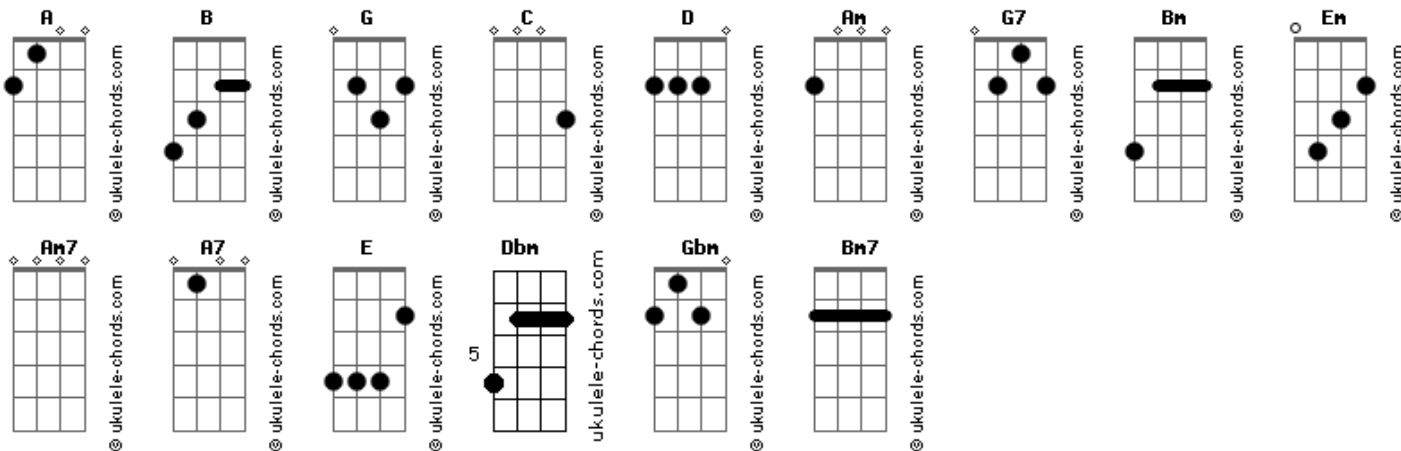 A B G C D Am G7 Bm Em
© ukulele-chords.com © ukulele-chords.com © ukulele-chords.com © ukulele-chords.com © ukulele-chords.com © ukulele-chords.com © ukulele-chords.com © ukulele-chords.com © ukulele-chords.com
Am7 A7 E Dbm Gbm Bm7
5
© ukulele-chords.com © ukulele-chords.com © ukulele-chords.com ukulele-chords.com © ukulele-chords.com © ukulele-chords.com